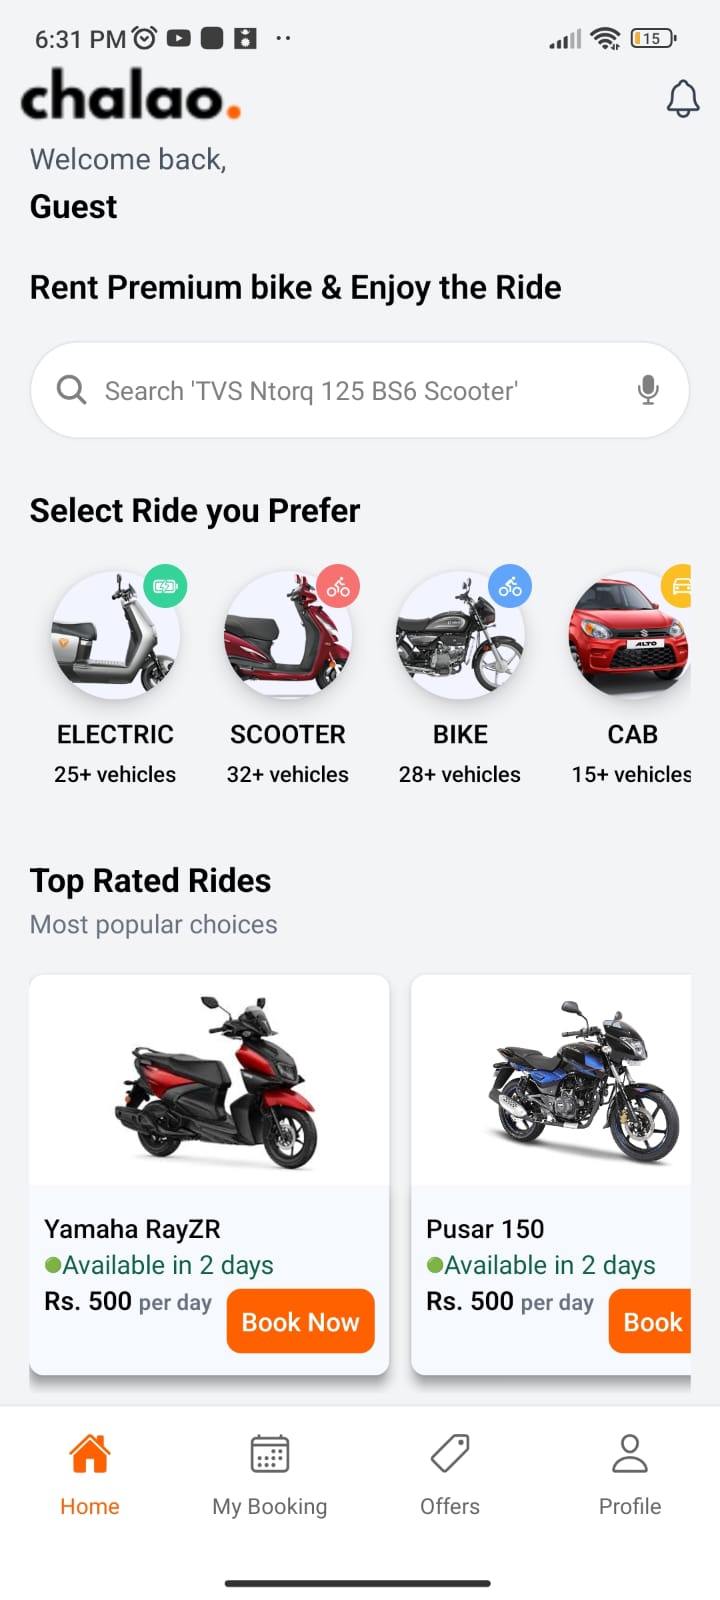 6:31 PM
15
chalao.
Welcome back,
Guest
Rent Premium bike & Enjoy the Ride
Search 'TVS Ntorq 125 BS6 Scooter'
Select Ride you Prefer
ALTO
ELECTRIC SCOOTER BIKE CAB
25+ vehicles 32+ vehicles 28+ vehicles 15+ vehicles
Top Rated Rides
Most popular choices
Yamaha RayZR Pusar 150
Available in 2 days Available in 2 days
Rs. 500 per day Rs. 500 per day
Book Now Book
Home My Booking Offers Profile